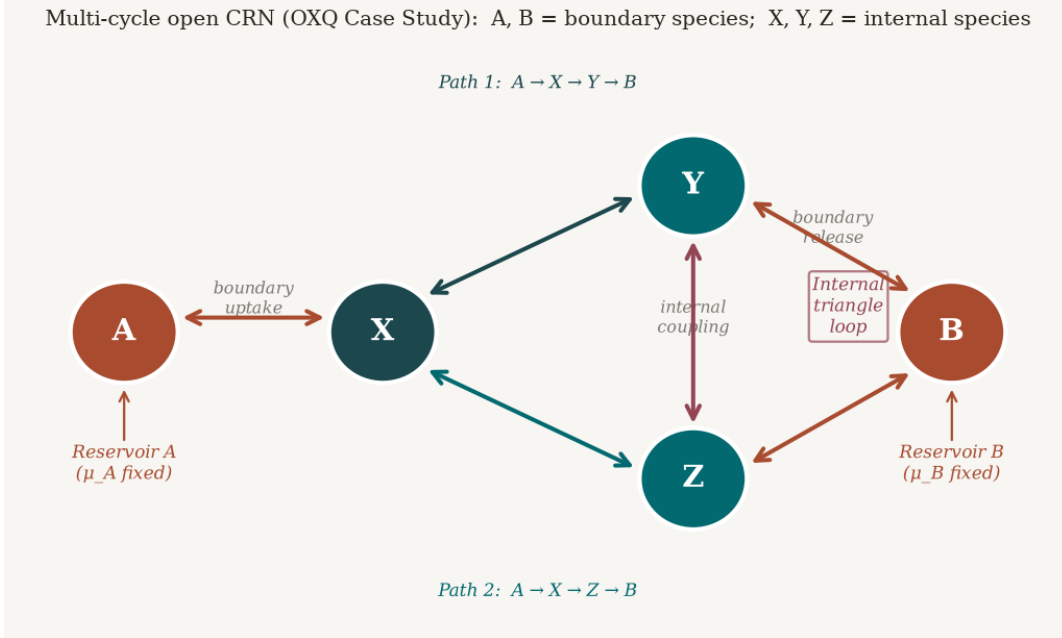 Multi-cycle open CRN (OXQ Case Study):  A, B = boundary species;  X, Y, Z = internal species
Path 1:  A → X → Y → B
Y
boundary
release
boundary
uptake
internal
coupling
Internal
triangle
loop
A
X
B
Reservoir A
(μ_A fixed)
Z
Reservoir B
(μ_B fixed)
Path 2:  A → X → Z → B